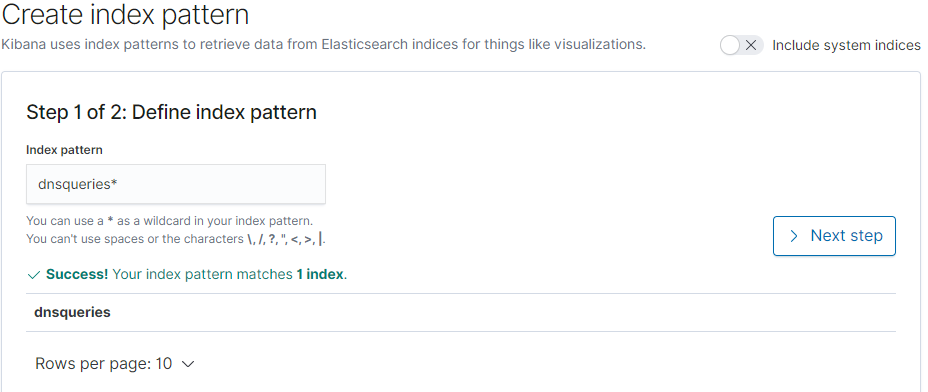 Create index pattern
Kibana uses index patterns to retrieve data from Elasticsearch indices for things like visualizations.
Include system indices
Step 1 of 2: Define index pattern
Index pattern
dnsqueries*
You can use a * as a wildcard in your index pattern.
You can't use spaces or the characters \, /, ?, ", <, >, |.
Next step
Success! Your index pattern matches 1 index.
dnsqueries
Rows per page: 10